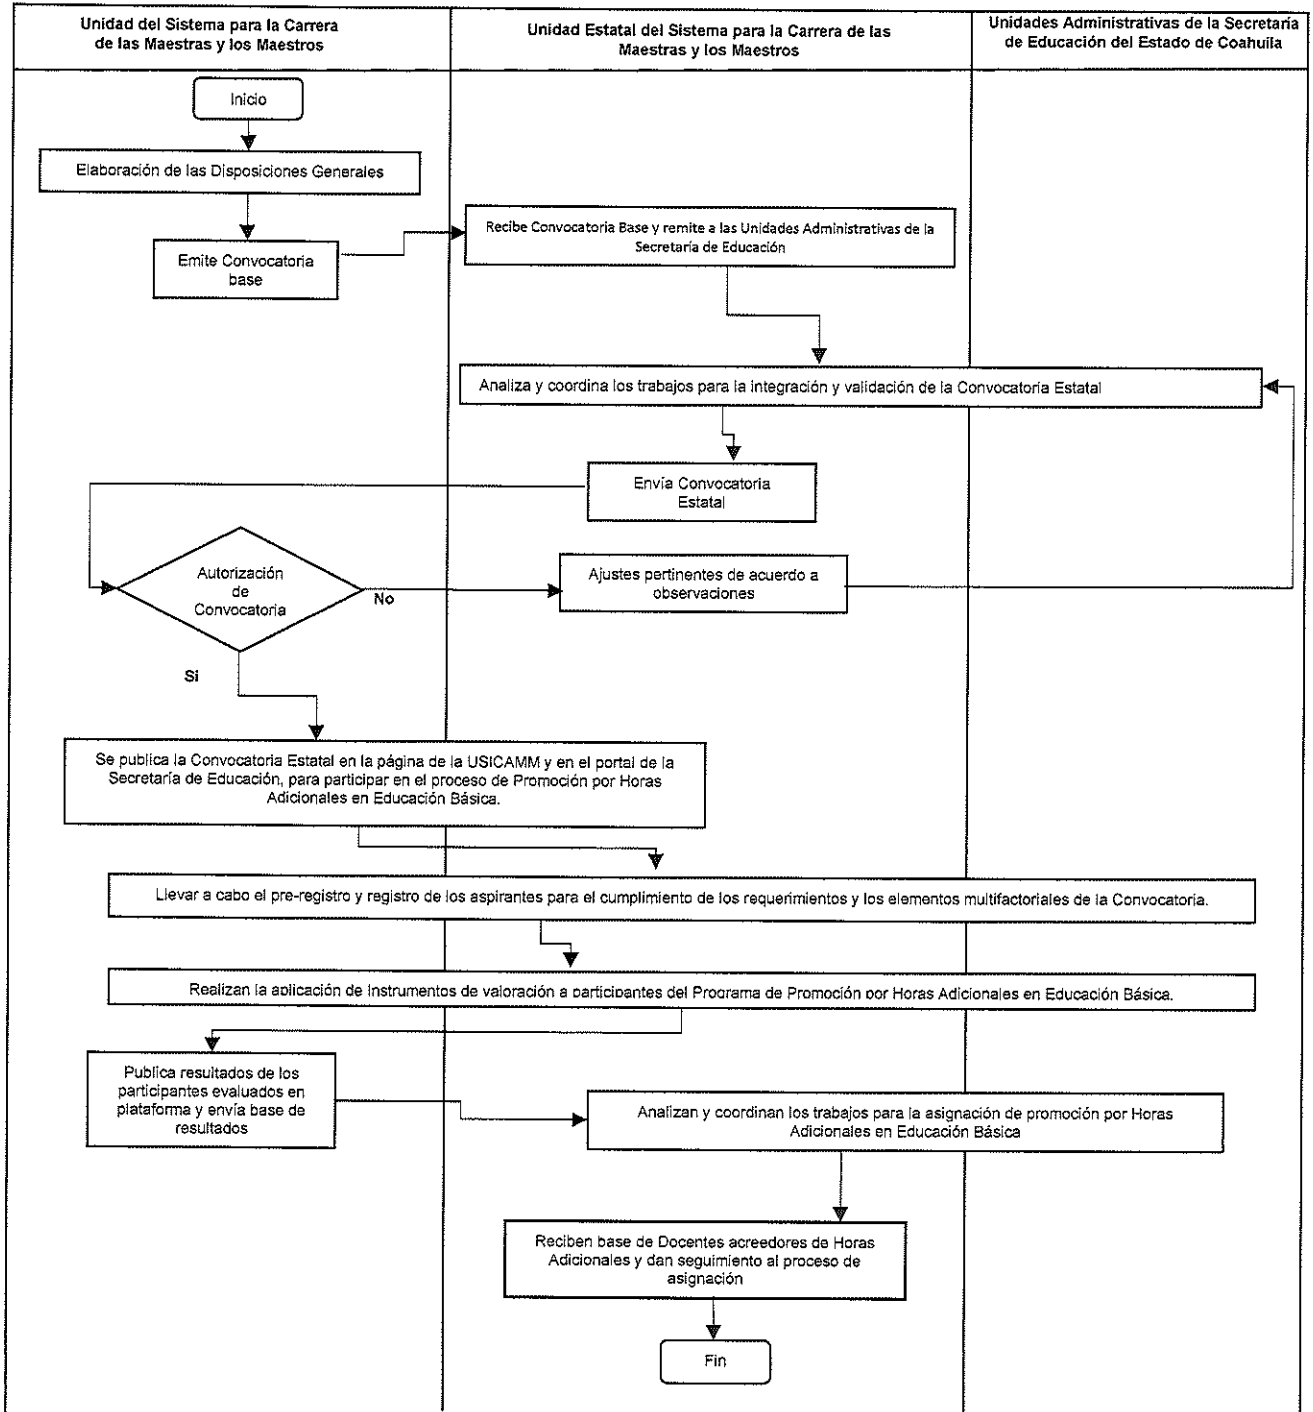 Unidad del Sistema para la Carrera
de las Maestras y los Maestros
Unidad Estatal del Sistema para la Carrera de las
Maestras y los Maestros
Unidades Administrativas de la Secretaría
de Educación del Estado de Coahuila
Inicio
Elaboración de las Disposiciones Generales
Emite Convocatoria
base
Recibe Convocatoria Base y remite a las Unidades Administrativas de la
Secretaría de Educación
Analiza y coordina los trabajos para la integración y validación de la Convocatoria Estatal
Envía Convocatoria
Estatal
Autorización
de
Convocatoria
No
Ajustes pertinentes de acuerdo a
observaciones
Si
Se publica la Convocatoria Estatal en la página de la USICAMM y en el portal de la
Secretaría de Educación, para participar en el proceso de Promoción por Horas
Adicionales en Educación Básica.
Llevar a cabo el pre-registro y registro de los aspirantes para el cumplimiento de los requerimientos y los elementos multifactoriales de la Convocatoria.
Realizan la aplicación de Instrumentos de valoración a participantes del Programa de Promoción por Horas Adicionales en Educación Básica.
Publica resultados de los
participantes evaluados en
plataforma y envía base de
resultados
Analizan y coordinan los trabajos para la asignación de promoción por Horas
Adicionales en Educación Básica
Reciben base de Docentes acreedores de Horas
Adicionales y dan seguimiento al proceso de
asignación
Fin